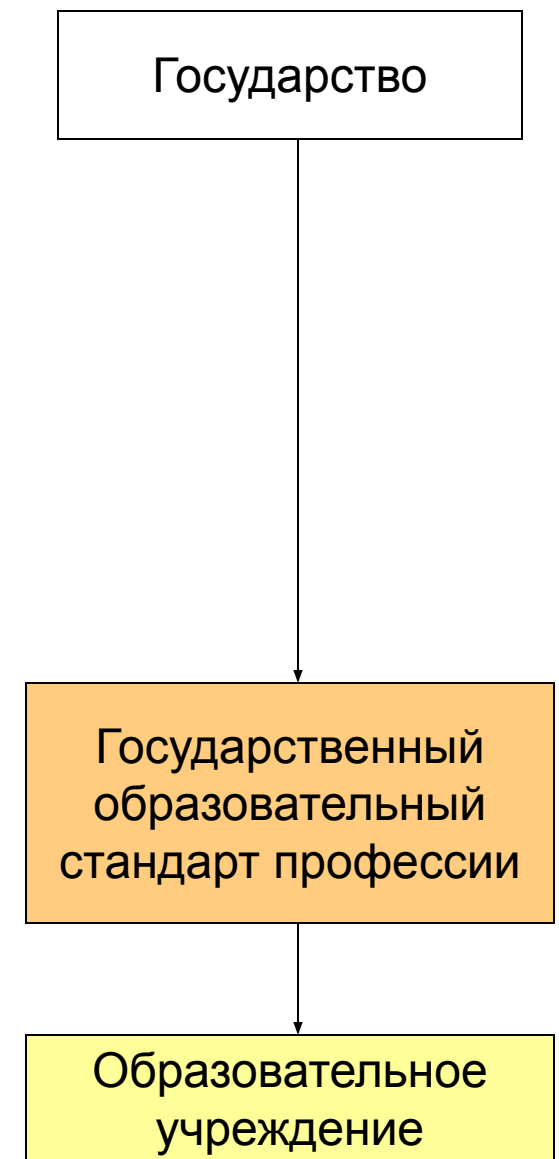 Государство
Государственный
образовательный
стандарт профессии
Образовательное
учреждение